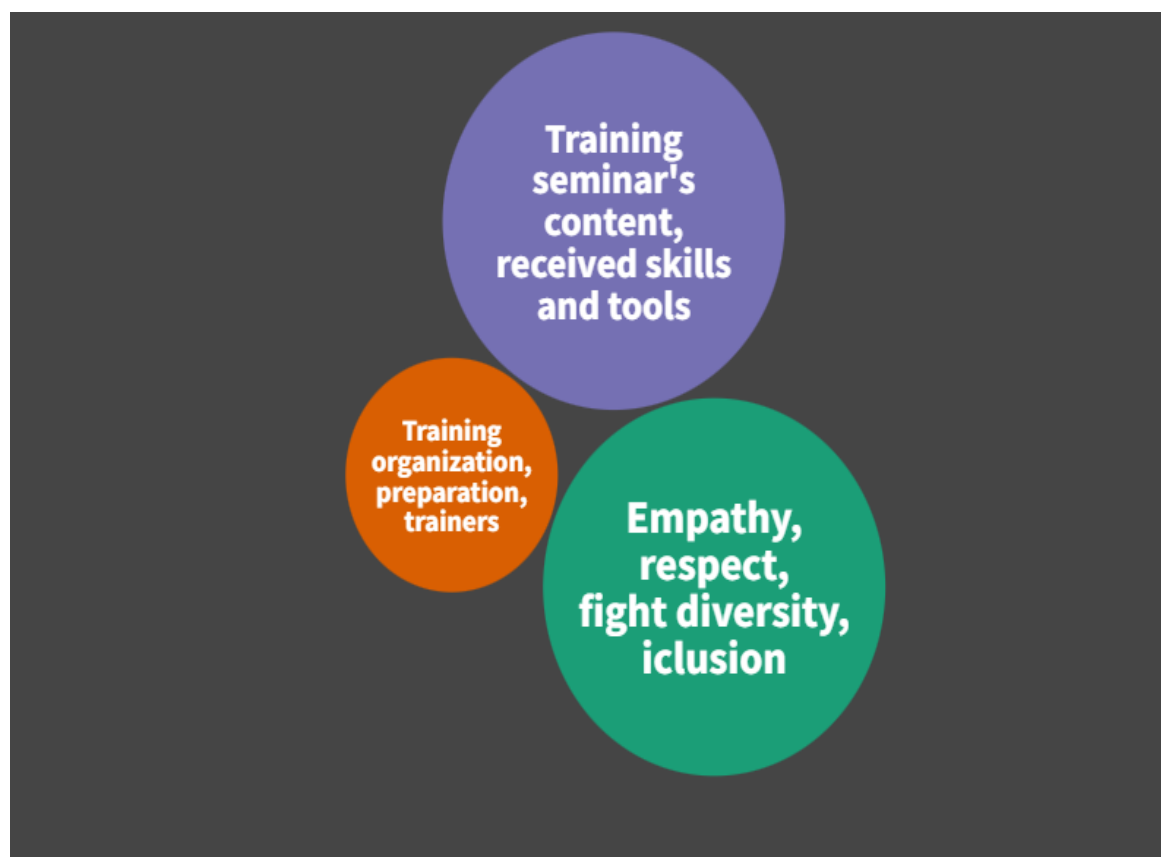 Training
seminar's
content,
received skills
and tools
Training
organization,
preparation,
trainers
Empathy,
respect,
fight diversity,
iclusion